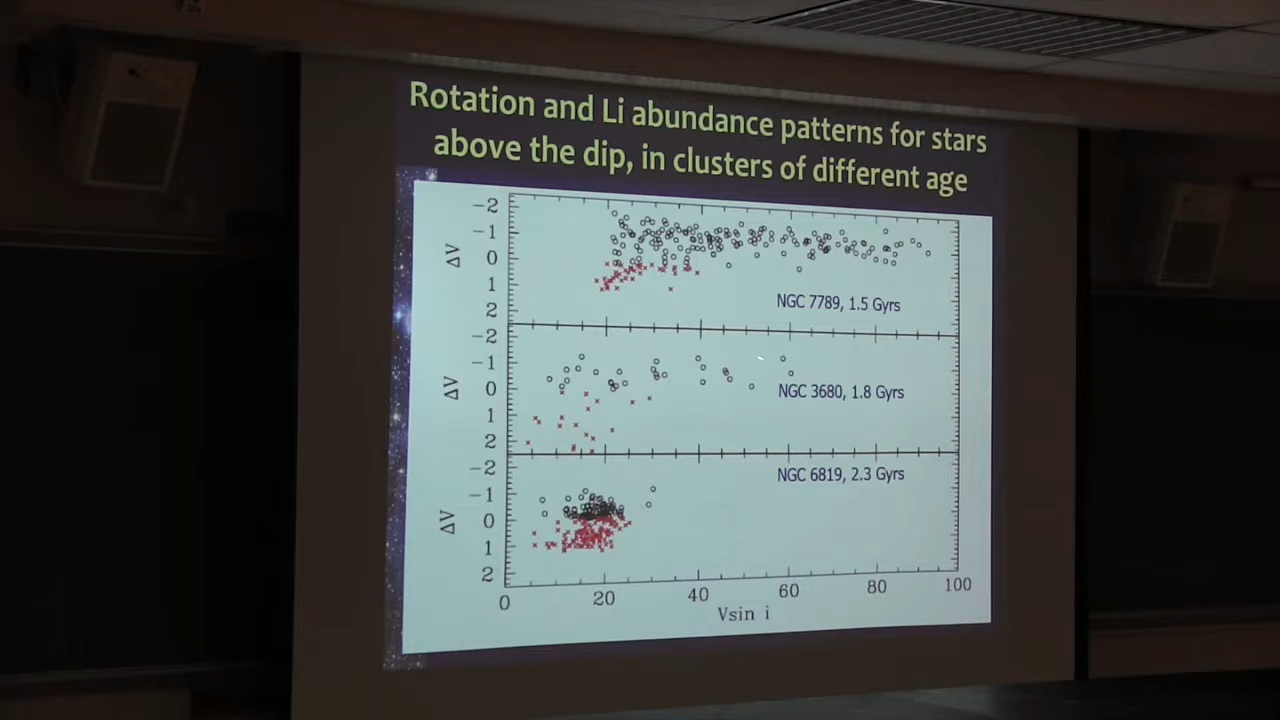 Rotation and Li abundance patterns for stars
above the dip, in clusters of different age
-2
-1
0
1
2
ΔV
NGC 7789, 1.5 Gyrs
-2
-1
0
1
2
ΔV
NGC 3680, 1.8 Gyrs
-2
-1
0
1
2
ΔV
NGC 6819, 2.3 Gyrs
0 20 40 60 80 100
Vsin i